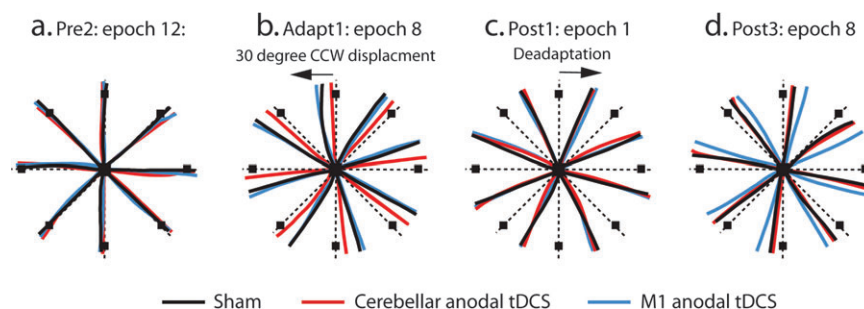 a. Pre2: epoch 12:
b. Adapt1: epoch 8
30 degree CCW displacment
c. Post1: epoch 1
Deadaptation
d. Post3: epoch 8
Sham
Cerebellar anodal tDCS
M1 anodal tDCS